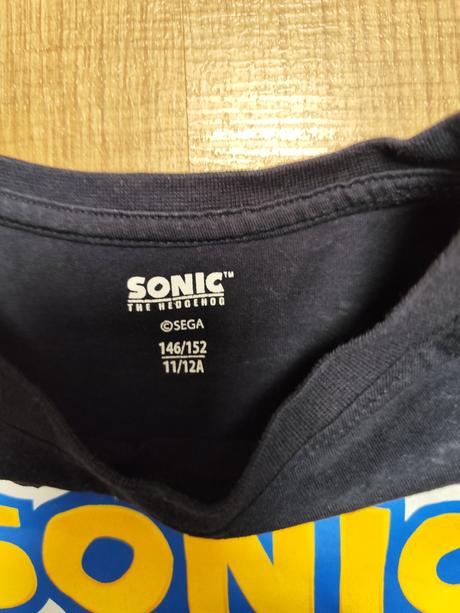 SONIC™
THE HEDGEHOG
©SEGA
146/152
11/12A
SONIC